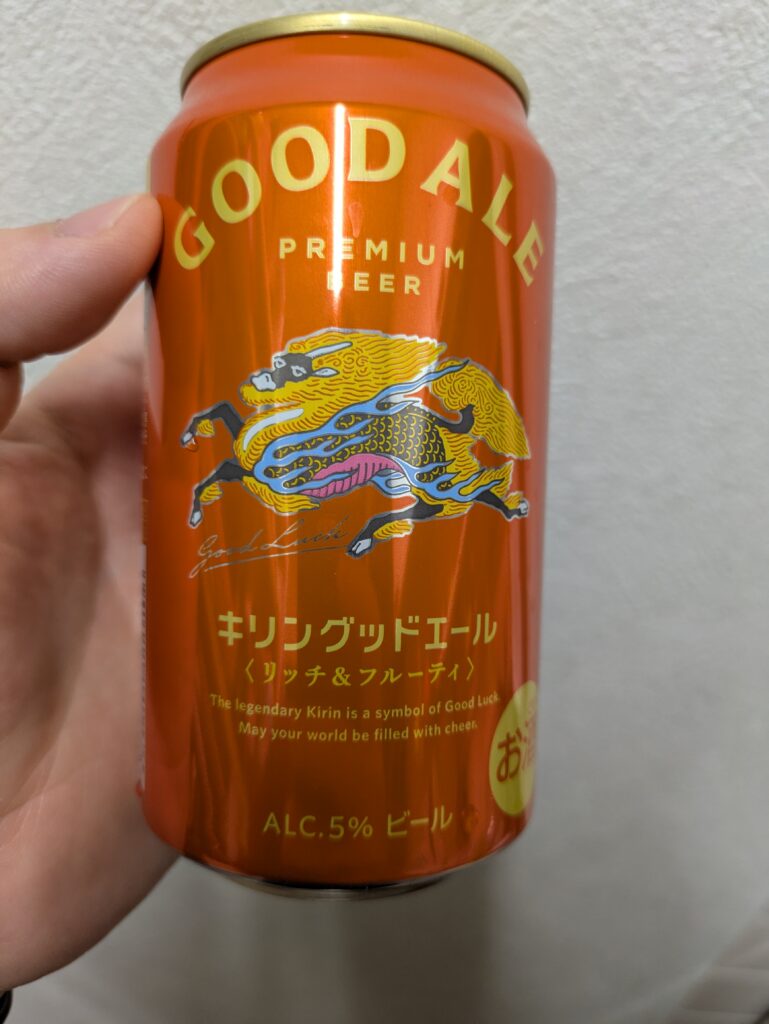 GOOD ALE
PREMIUM
BEER
Good Luck
キリングッドエール
〈リッチ&フルーティ〉
The legendary Kirin is a symbol of Good Luck.
May your world be filled with cheer.
お酒
ALC.5% ビール